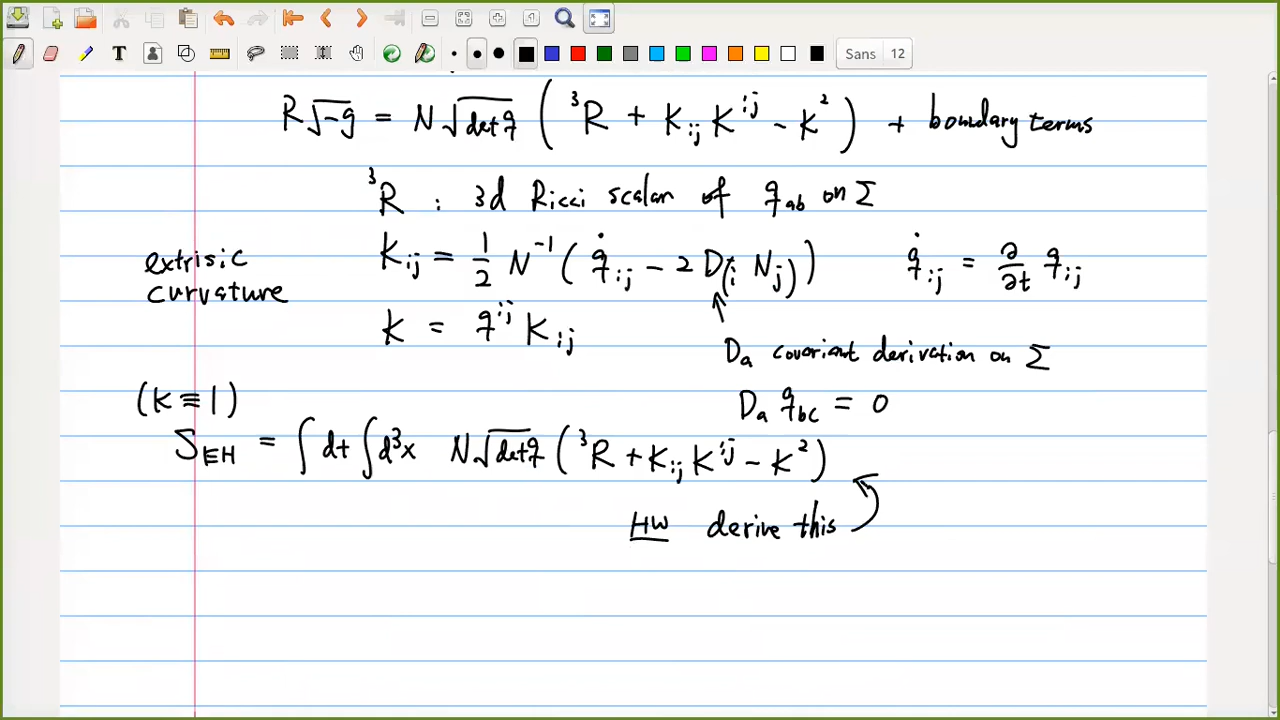 Sans 12
R√-g = N√det q ( ³R + K_ij K^ij - K² ) + boundary terms
³R : 3d Ricci scalar of q_ab on Σ
extrisic
curvature
K_ij = 1/2 N^-1 ( q̇_ij - 2 D_(i N_j) ) q̇_ij = ∂/∂t q_ij
K = q^ij K_ij
D_a covariant derivation on Σ
D_a q_bc = 0
(κ ≡ 1)
S_EH = ∫ dt ∫ d³x N√det q ( ³R + K_ij K^ij - K² )
HW derive this